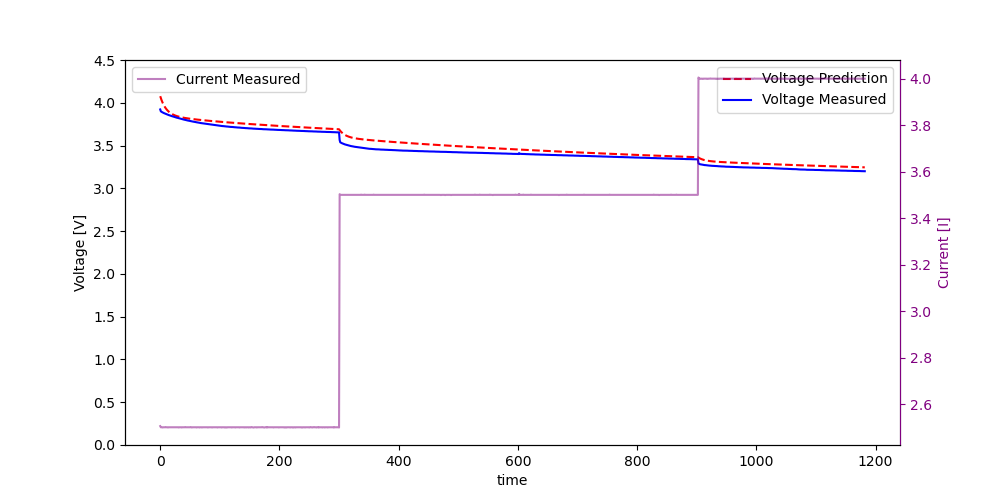 Current Measured
Voltage Prediction
Voltage Measured
4.5
4.0
3.5
3.0
2.5
2.0
1.5
1.0
0.5
0.0
Voltage [V]
4.0
3.8
3.6
3.4
3.2
3.0
2.8
2.6
Current [I]
0 200 400 600 800 1000 1200
time